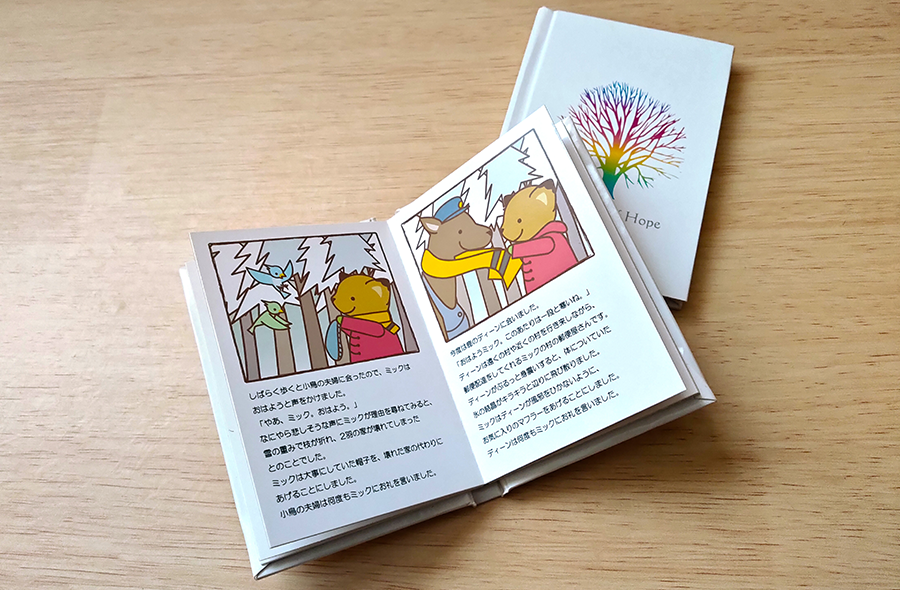 しばらく歩くと小鳥の夫婦に会ったので、ミックは
おはようと声をかけました。
「やあ、ミック。おはよう。」
なにやら悲しそうな声にミックが理由を尋ねてみると、
雪の重みで枝が折れ、2羽の家が壊れてしまった
とのことでした。
ミックは大事にしていた帽子を、壊れた家の代わりに
あげることにしました。
小鳥の夫婦は何度もミックにお礼を言いました。
今度は鹿のディーンに会いました。
「おはようミック、このあたりは一段と寒いね。」
ディーンは遠くの村や近くの村を行き来しながら、
郵便配達をしてくれるミックの村の郵便屋さんです。
ディーンがぶるっと身震いすると、体についていた
氷の結晶がキラキラと辺りに飛び散りました。
ミックはディーンが風邪をひかないように、
お気に入りのマフラーをあげることにしました。
ディーンは何度もミックにお礼を言いました。
Hope